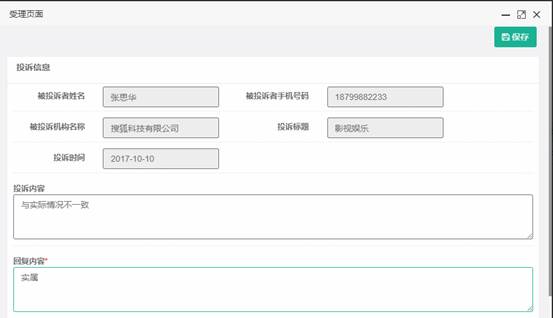 受理页面
保存
投诉信息
被投诉者姓名 张思华 被投诉者手机号码 18799882233
被投诉机构名称 搜狐科技有限公司 投诉标题 影视娱乐
投诉时间 2017-10-10
投诉内容
与实际情况不一致
回复内容*
实属